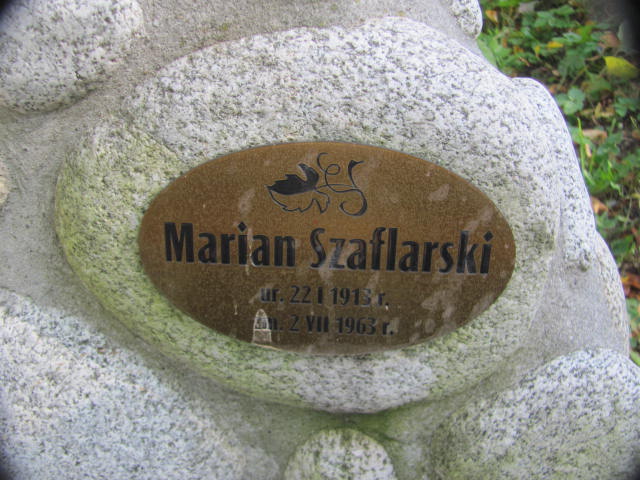 Marian Szaflarski
ur. 22 I 1913 r.
zm. 2 VII 1963 r.